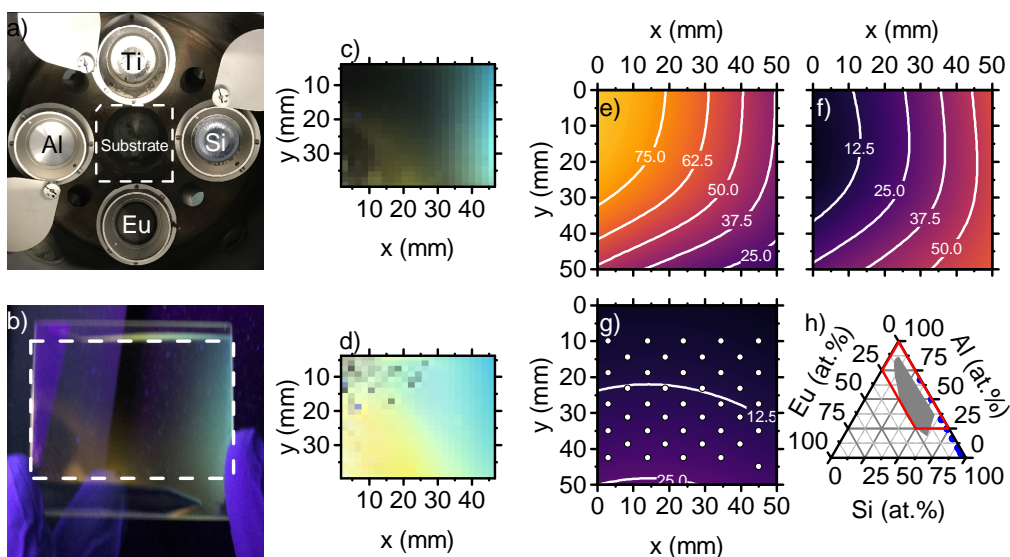 a)
Ti
Al
Substrate
Si
Eu
b)
c)
y (mm)
10
20
30
10 20 30 40
x (mm)
d)
y (mm)
10
20
30
10 20 30 40
x (mm)
x (mm)
0 10 20 30 40 50
e)
y (mm)
0
10
20
30
40
50
75.0
62.5
50.0
37.5
25.0
x (mm)
0 10 20 30 40 50
f)
12.5
25.0
37.5
50.0
g)
y (mm)
0
10
20
30
40
50
12.5
25.0
0 10 20 30 40 50
x (mm)
h)
Eu (at.%)
0
25
50
75
100
Al (at.%)
100
75
50
25
0
0 25 50 75 100
Si (at.%)